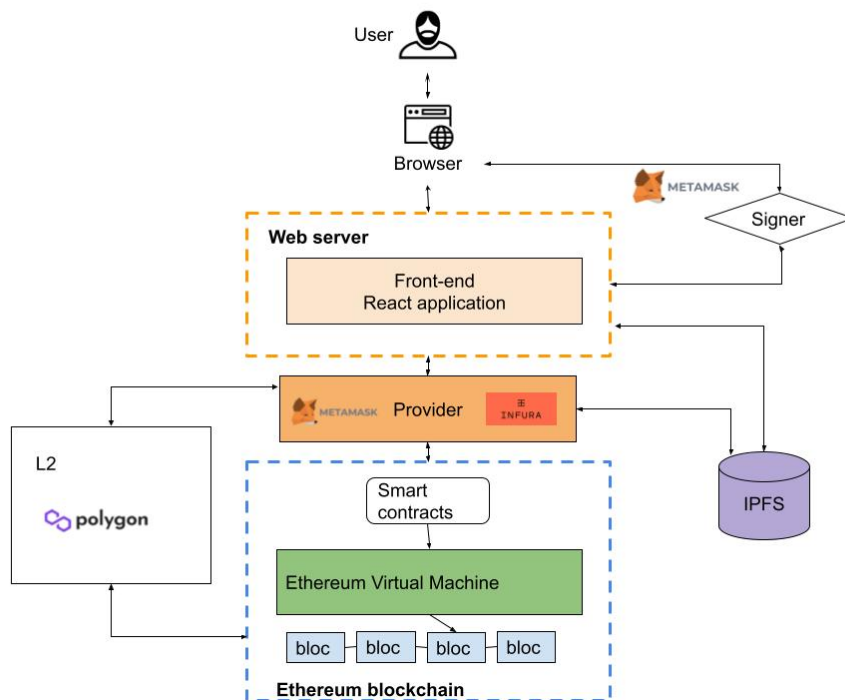 User
Browser
METAMASK
Signer
Web server
Front-end
React application
METAMASK
Provider
INFURA
L2
polygon
Smart
contracts
IPFS
Ethereum Virtual Machine
bloc
bloc
bloc
bloc
Ethereum blockchain